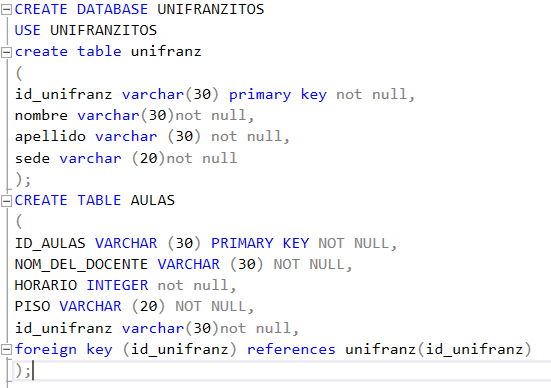 CREATE DATABASE UNIFRANZITOS
USE UNIFRANZITOS
create table unifranz
(
id_unifranz varchar(30) primary key not null,
nombre varchar(30)not null,
apellido varchar (30) not null,
sede varchar (20)not null
);
CREATE TABLE AULAS
(
ID_AULAS VARCHAR (30) PRIMARY KEY NOT NULL,
NOM_DEL_DOCENTE VARCHAR (30) NOT NULL,
HORARIO INTEGER not null,
PISO VARCHAR (20) NOT NULL,
id_unifranz varchar(30)not null,
foreign key (id_unifranz) references unifranz(id_unifranz)
);